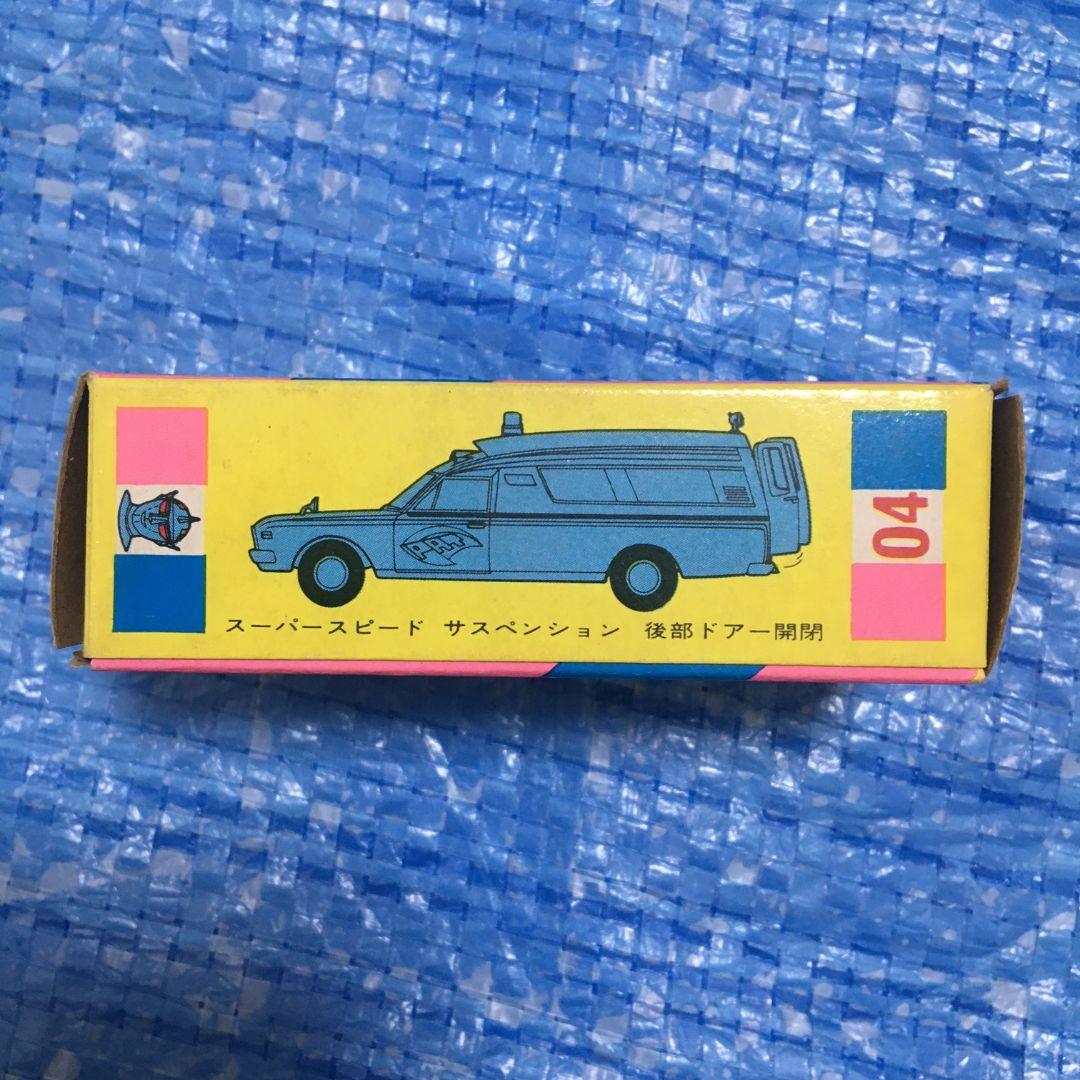 スーパースピード サスペンション 後部ドアー開閉
04